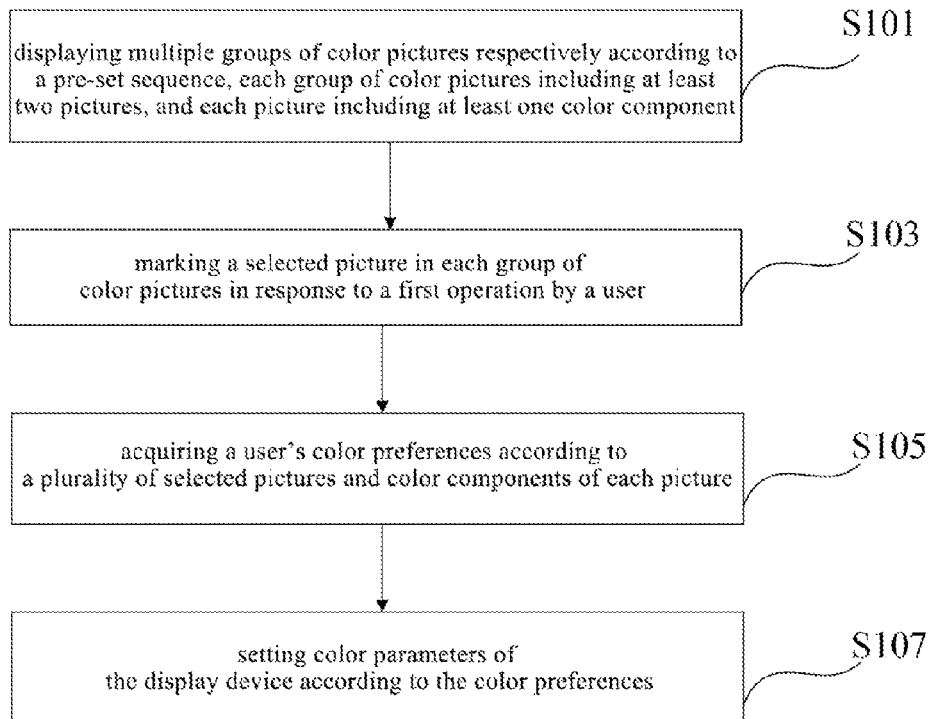 S101
displaying multiple groups of color pictures respectively according to
a pre-set sequence, each group of color pictures including at least
two pictures, and each picture including at least one color component
S103
marking a selected picture in each group of
color pictures in response to a first operation by a user
S105
acquiring a user's color preferences according to
a plurality of selected pictures and color components of each picture
S107
setting color parameters of
the display device according to the color preferences